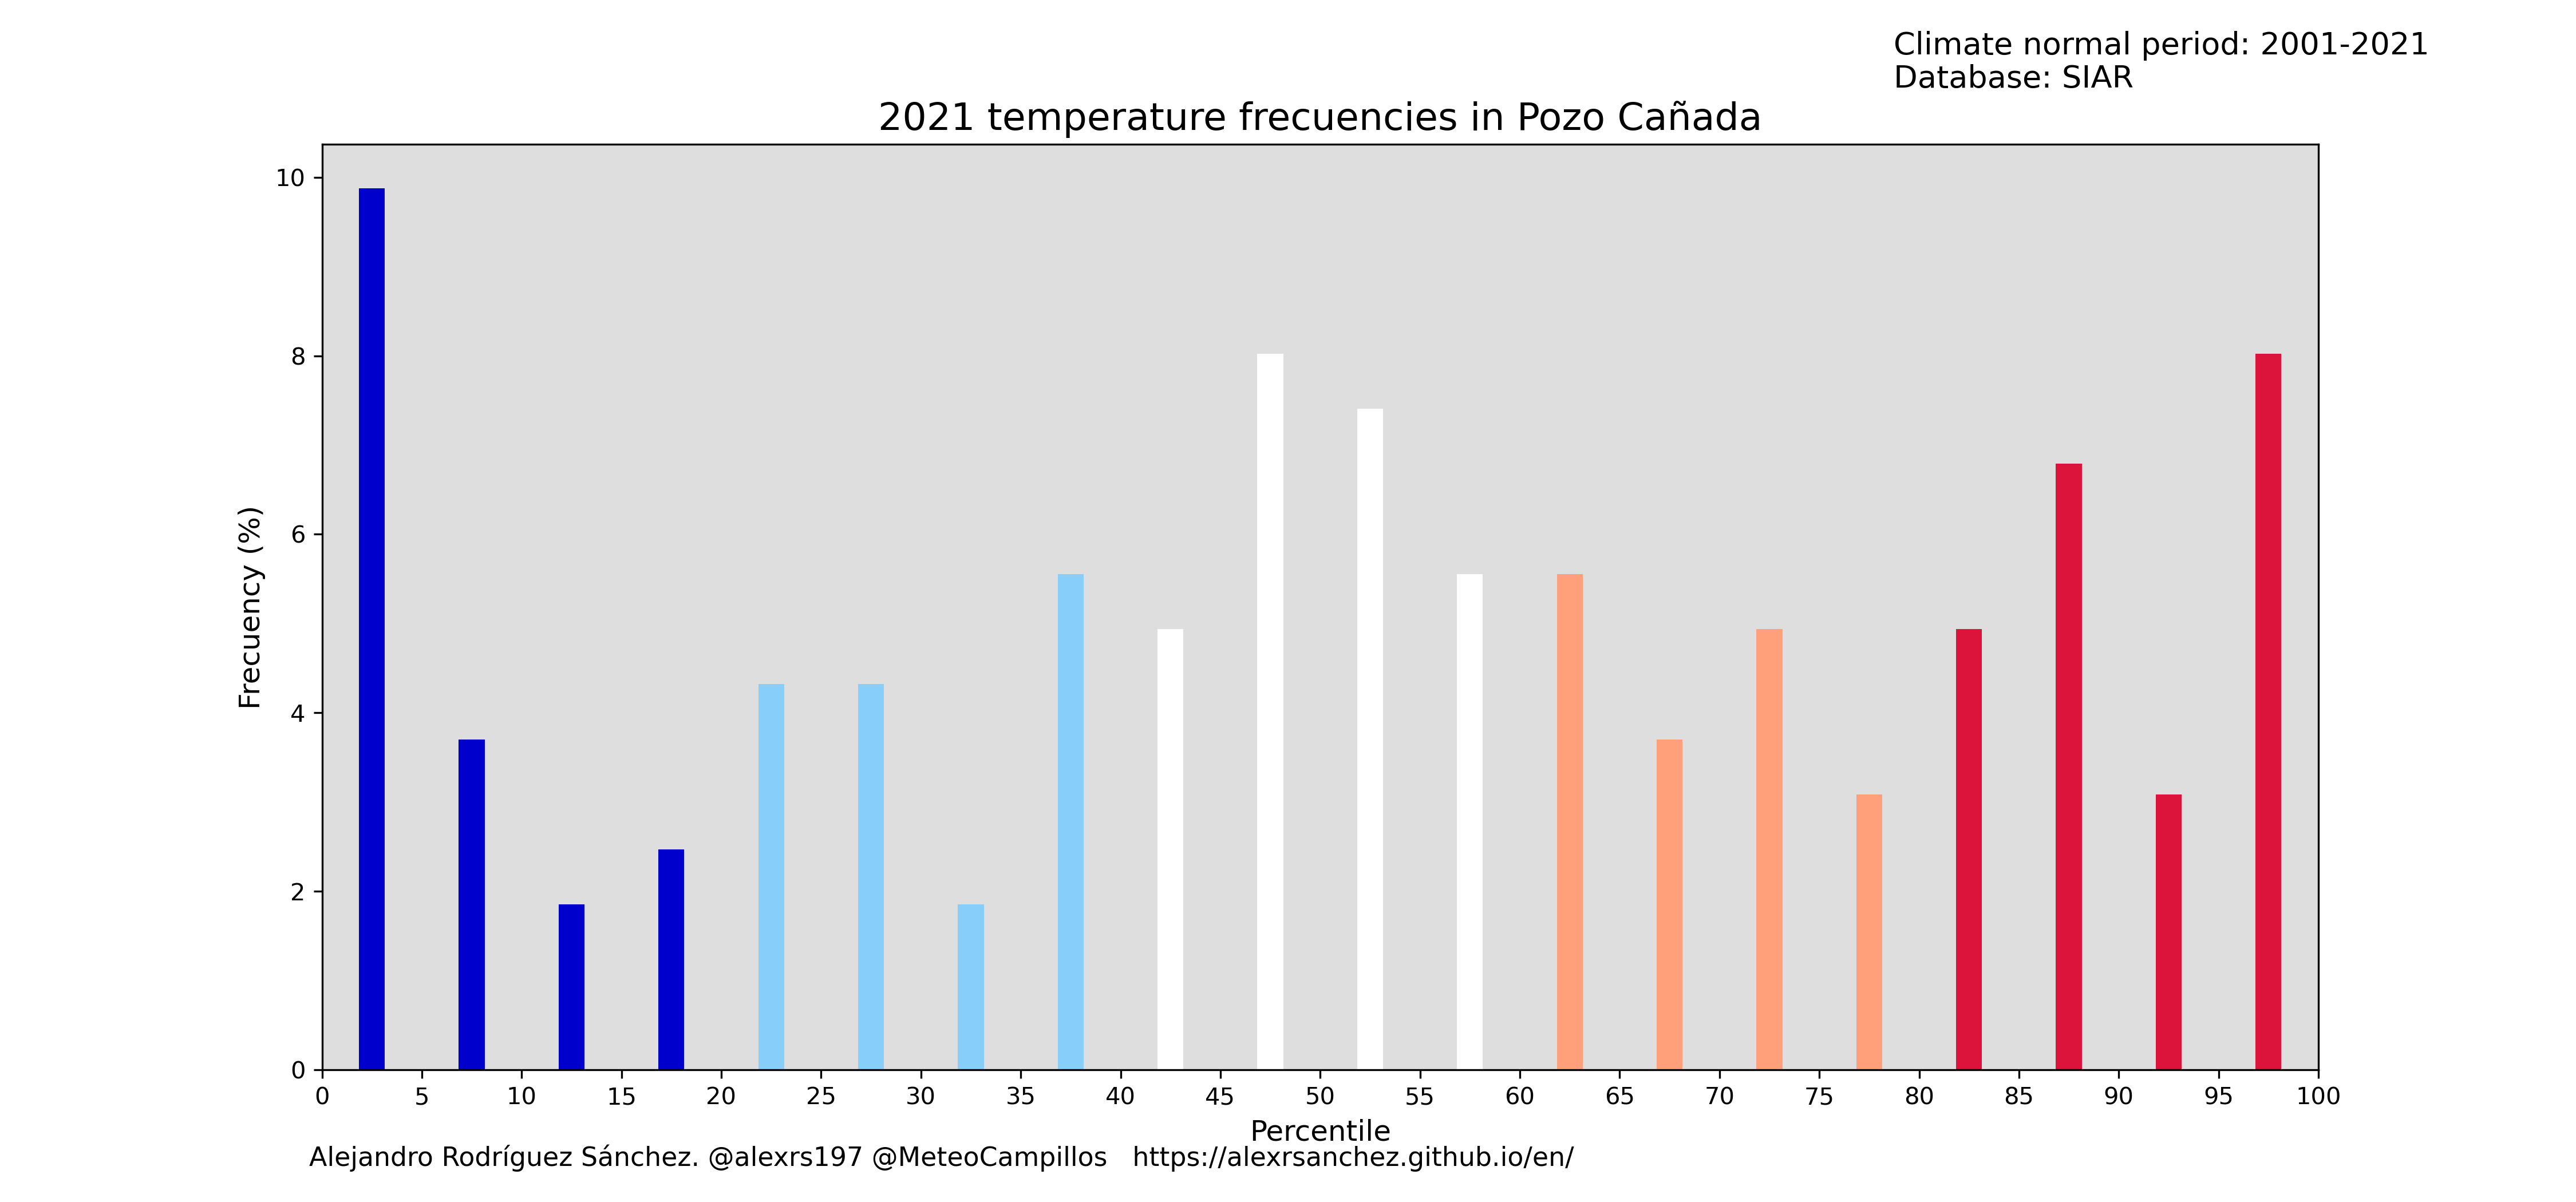 Climate normal period: 2001-2021
Database: SIAR
2021 temperature frecuencies in Pozo Cañada
10
8
6
4
2
0
Frecuency (%)
0 5 10 15 20 25 30 35 40 45 50 55 60 65 70 75 80 85 90 95 100
Percentile
Alejandro Rodríguez Sánchez. @alexrs197 @MeteoCampillos https://alexrsanchez.github.io/en/